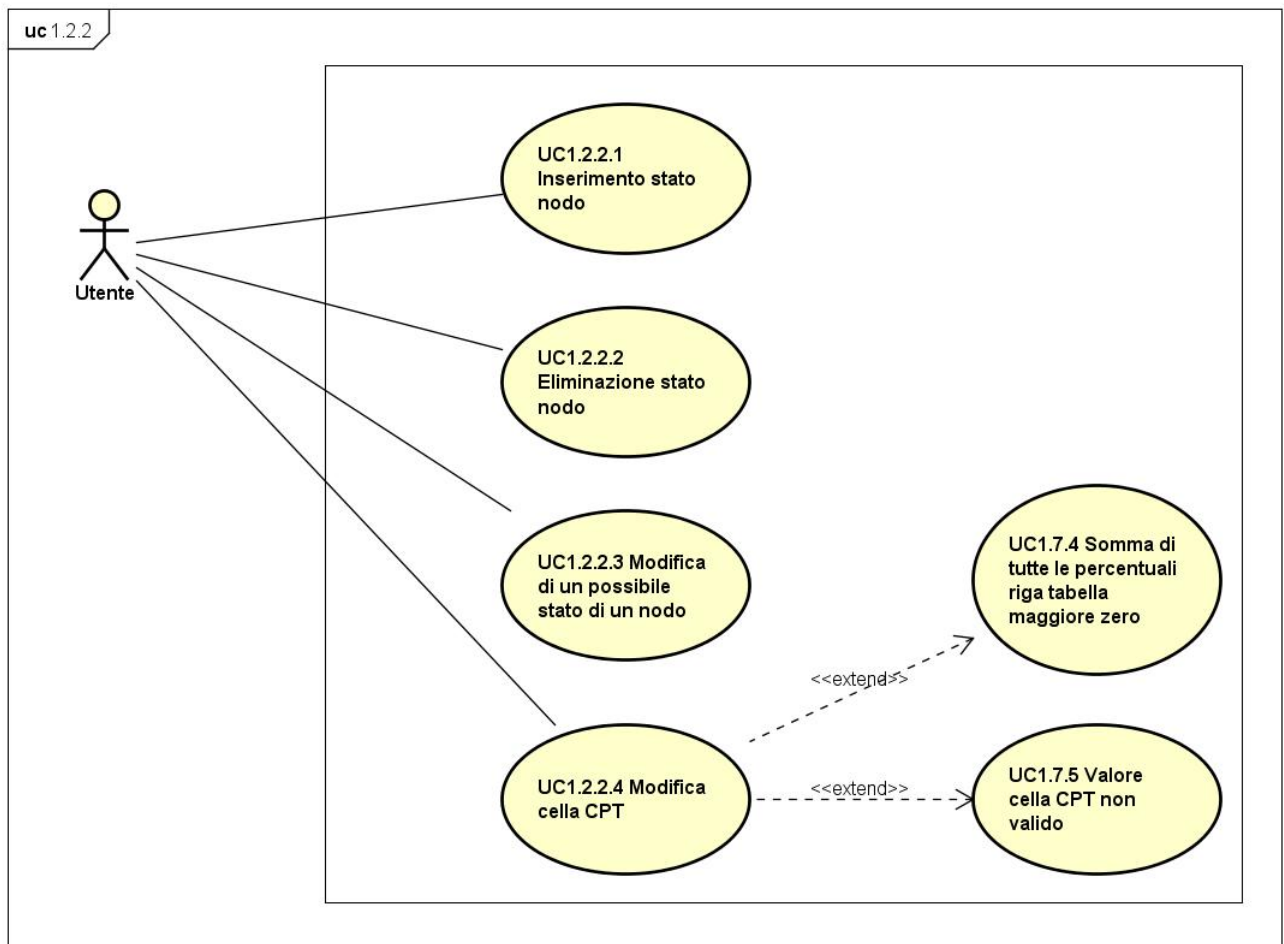 uc 1.2.2
UC1.2.2.1
Inserimento stato
nodo
Utente
UC1.2.2.2
Eliminazione stato
nodo
UC1.2.2.3 Modifica
di un possibile
stato di un nodo
UC1.7.4 Somma di
tutte le percentuali
riga tabella
maggiore zero
<<extend>>
UC1.2.2.4 Modifica
cella CPT
<<extend>>
UC1.7.5 Valore
cella CPT non
valido